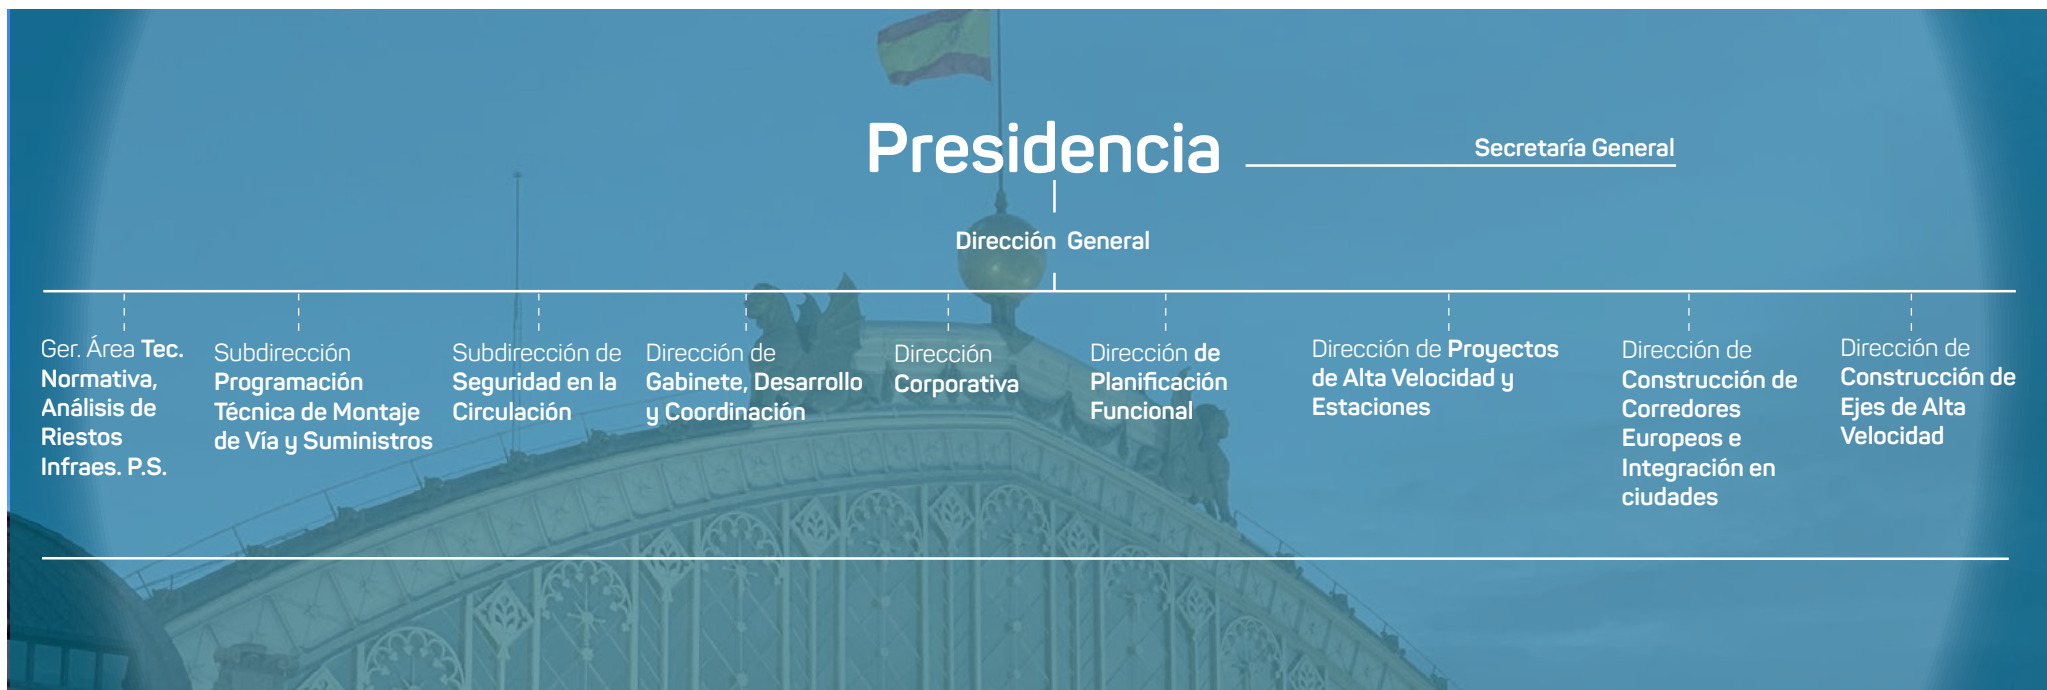 Presidencia
Secretaría General
Dirección General
Ger. Área Tec.
Normativa,
Análisis de
Riestos
Infraes. P.S.
Subdirección
Programación
Técnica de Montaje
de Vía y Suministros
Subdirección de
Seguridad en la
Circulación
Dirección de
Gabinete, Desarrollo
y Coordinación
Dirección
Corporativa
Dirección de
Planificación
Funcional
Dirección de Proyectos
de Alta Velocidad y
Estaciones
Dirección de
Construcción de
Corredores
Europeos e
Integración en
ciudades
Dirección de
Construcción de
Ejes de Alta
Velocidad